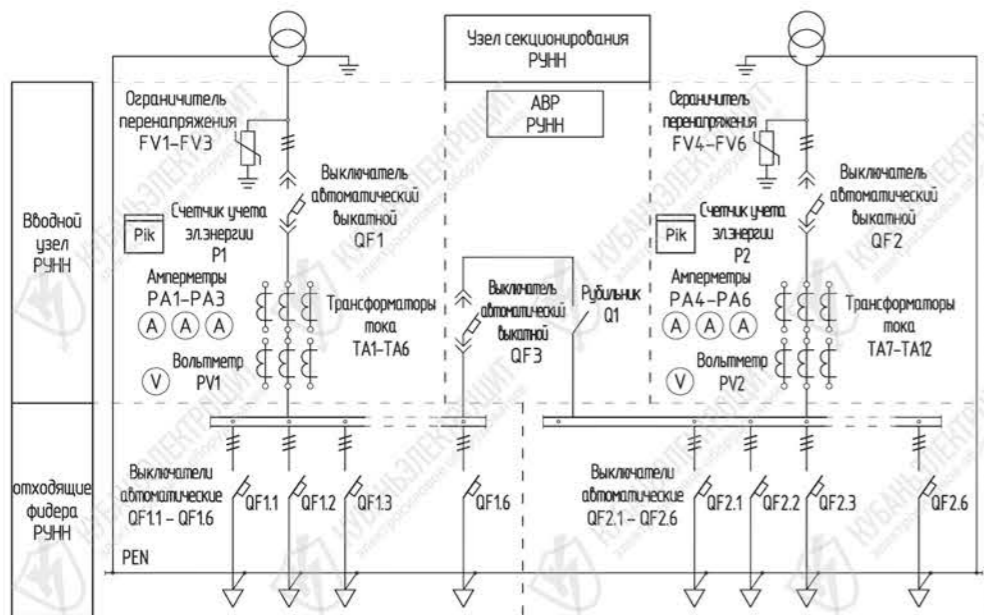 Узел секционирования
РУНН
АВР
РУНН
Вводной
узел
РУНН
Ограничитель
перенапряжения
FV1-FV3
Выключатель
автоматический
выкатной
QF1
Pik
Счетчик учета
эл.энергии
P1
Амперметры
PA1-PA3
A A A
Трансформаторы
тока
TA1-TA6
Вольтметр
PV1
V
Выключатель
автоматический
выкатной
QF3
Рубильник
Q1
Ограничитель
перенапряжения
FV4-FV6
Выключатель
автоматический
выкатной
QF2
Pik
Счетчик учета
эл.энергии
P2
Амперметры
PA4-PA6
A A A
Трансформаторы
тока
TA7-TA12
Вольтметр
PV2
V
отходящие
фидера
РУНН
Выключатели
автоматические
QF1.1 - QF1.6
QF1.1 QF1.2 QF1.3 QF1.6
Выключатели
автоматические
QF2.1 - QF2.6
QF2.1 QF2.2 QF2.3 QF2.6
PEN
КУБАНЬЭЛЕКТРОЩИТ